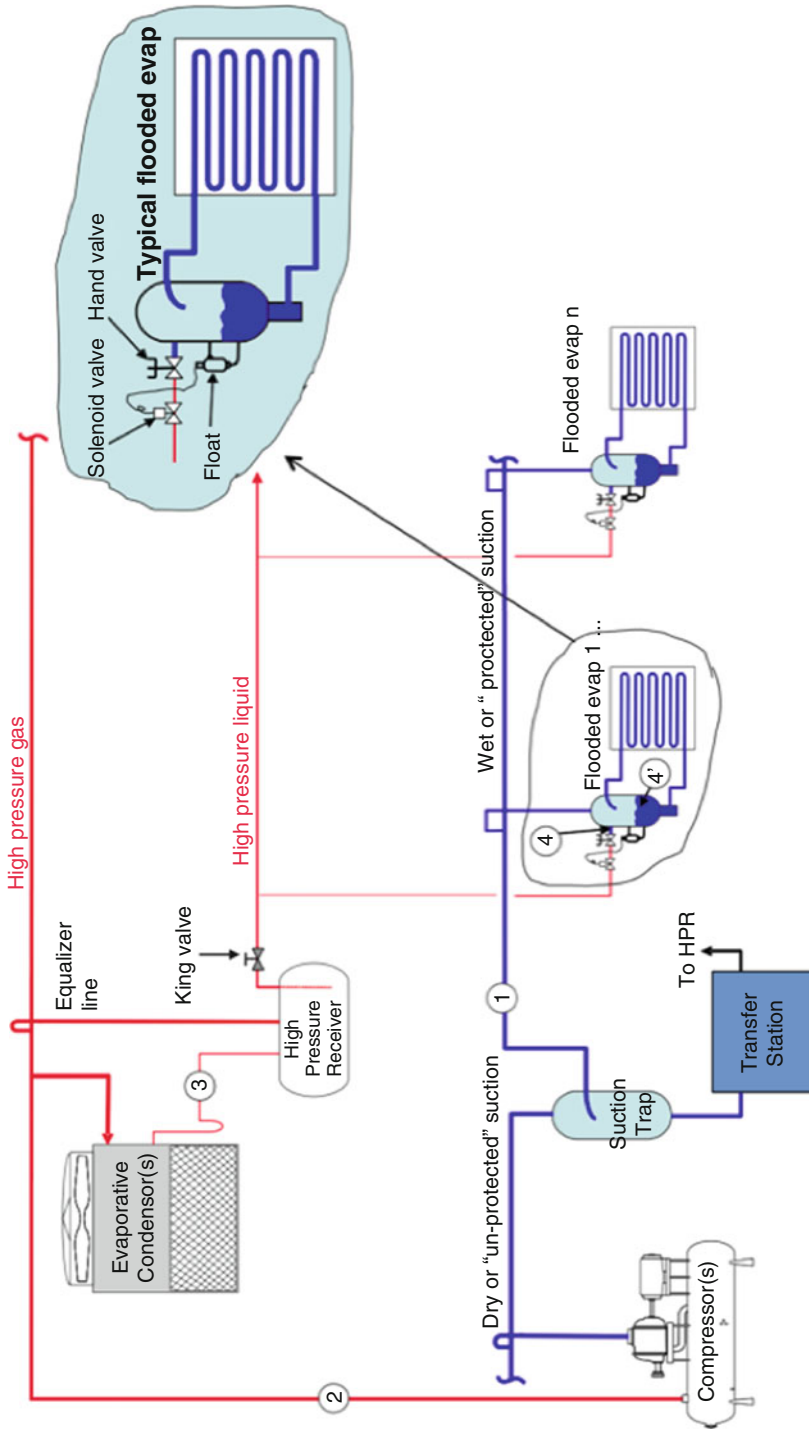 High pressure gas
Equalizer
line
King valve
High pressure liquid
Evaporative
Condensor(s)
3
High
Pressure
Receiver
2
Solenoid valve
Hand valve
Typical flooded evap
Float
Dry or “un-protected” suction
1
Wet or “ proctected” suction
Flooded evap 1 ...
Flooded evap n
4
4'
Suction
Trap
To HPR
Transfer
Station
Compressor(s)